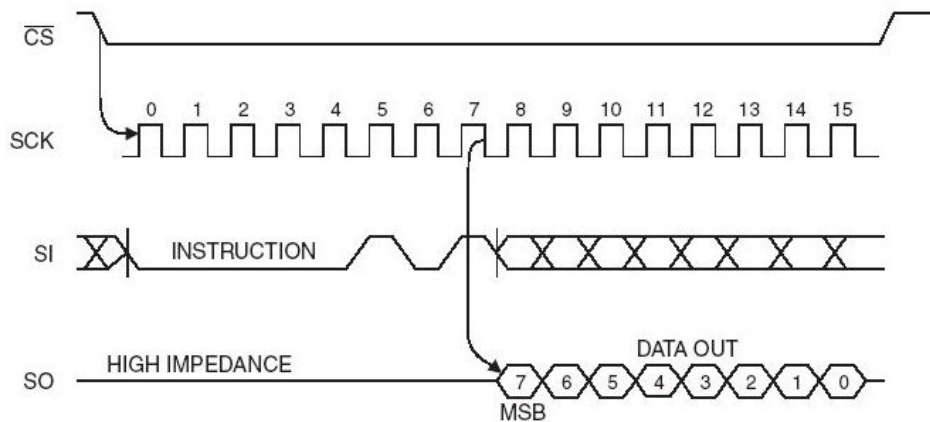 C̅S̅
0 1 2 3 4 5 6 7 8 9 10 11 12 13 14 15
SCK
SI INSTRUCTION
HIGH IMPEDANCE DATA OUT
SO 7 6 5 4 3 2 1 0
MSB